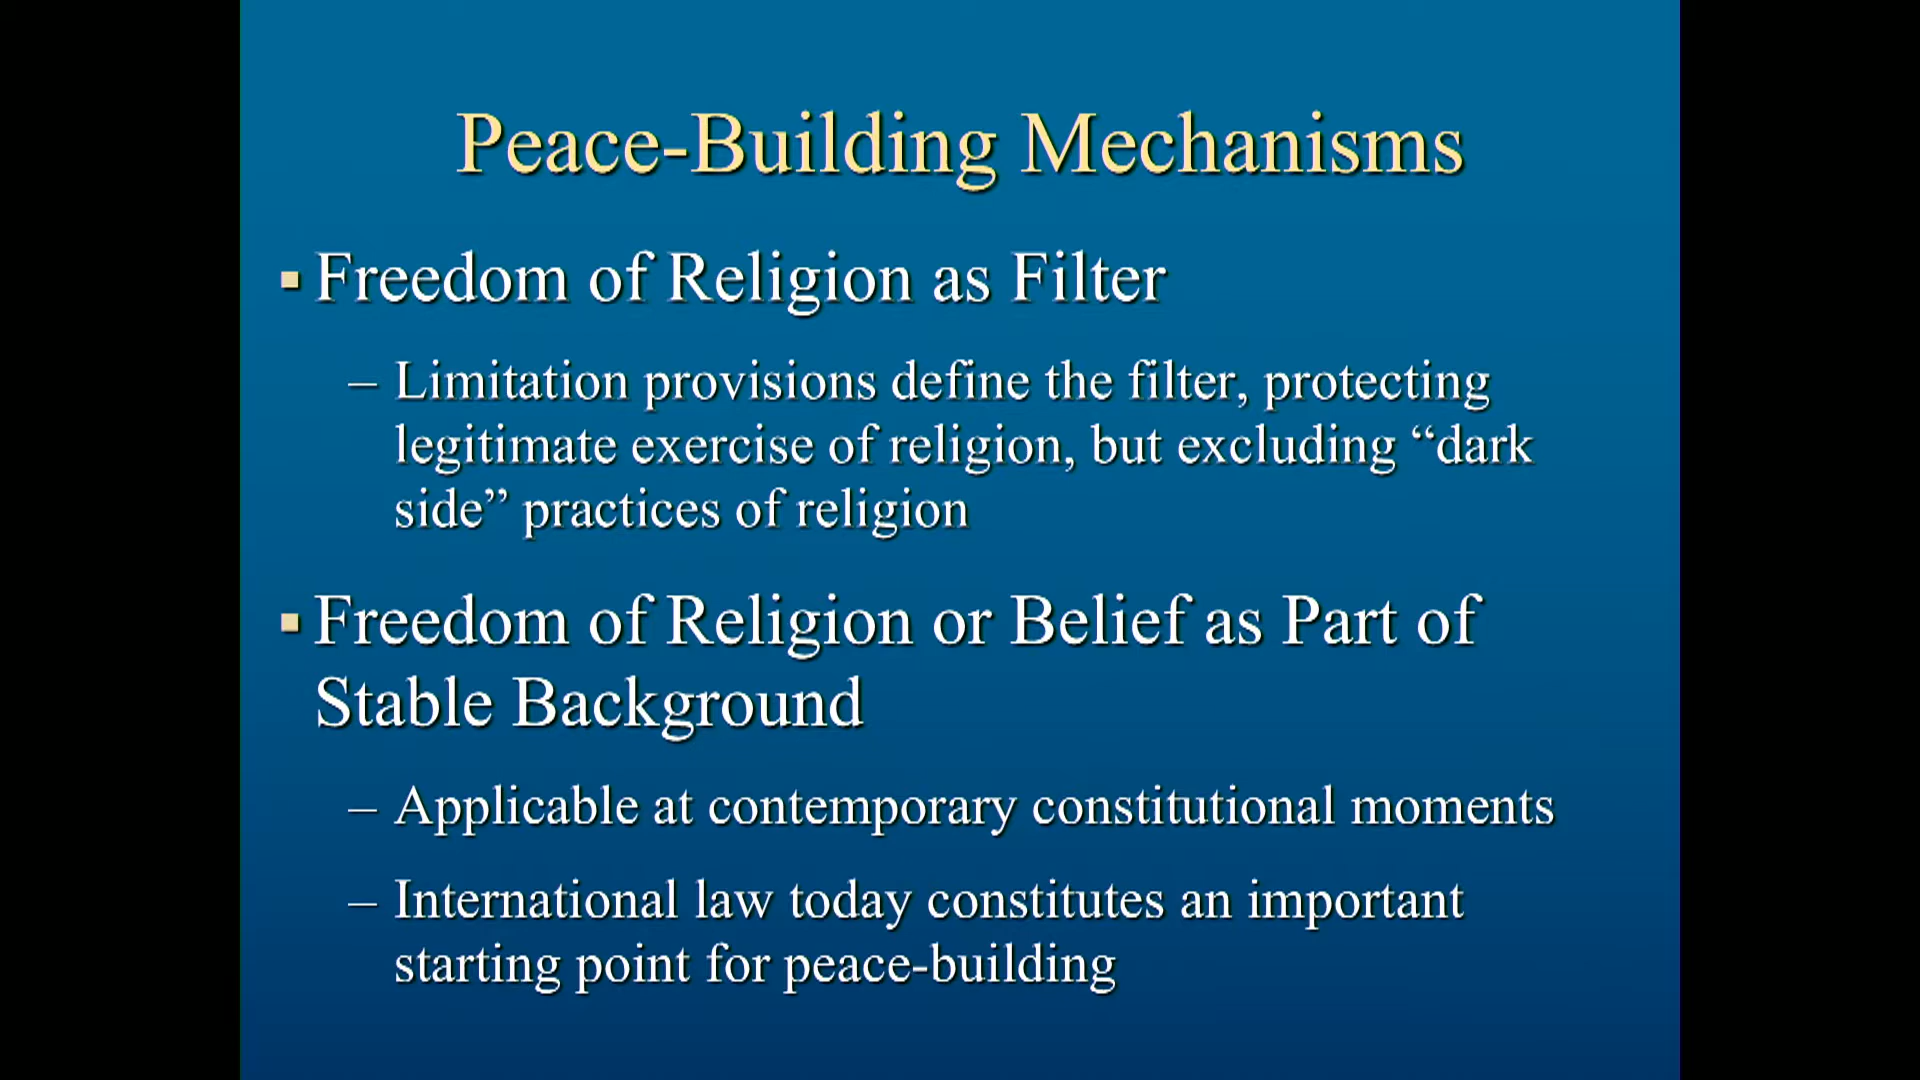 Peace-Building Mechanisms
▪ Freedom of Religion as Filter
– Limitation provisions define the filter, protecting
legitimate exercise of religion, but excluding “dark
side” practices of religion
▪ Freedom of Religion or Belief as Part of
Stable Background
– Applicable at contemporary constitutional moments
– International law today constitutes an important
starting point for peace-building